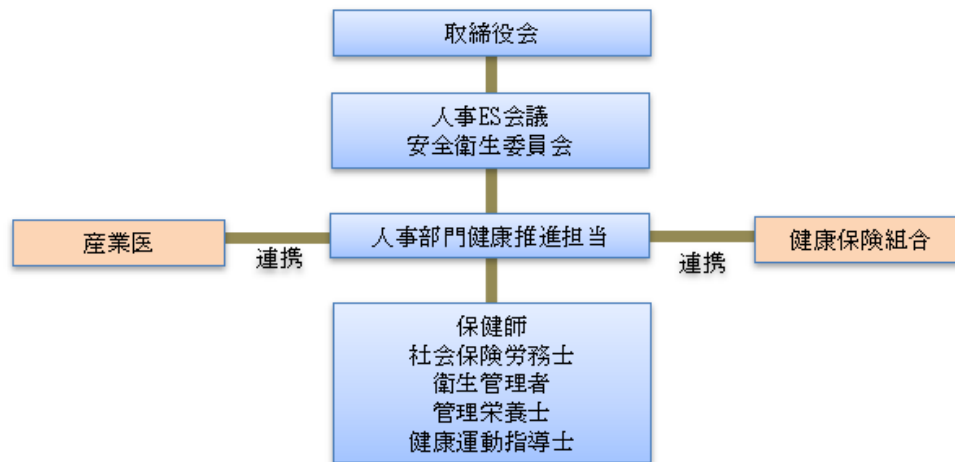 取締役会
人事ES会議
安全衛生委員会
産業医
連携
人事部門健康推進担当
連携
健康保険組合
保健師
社会保険労務士
衛生管理者
管理栄養士
健康運動指導士